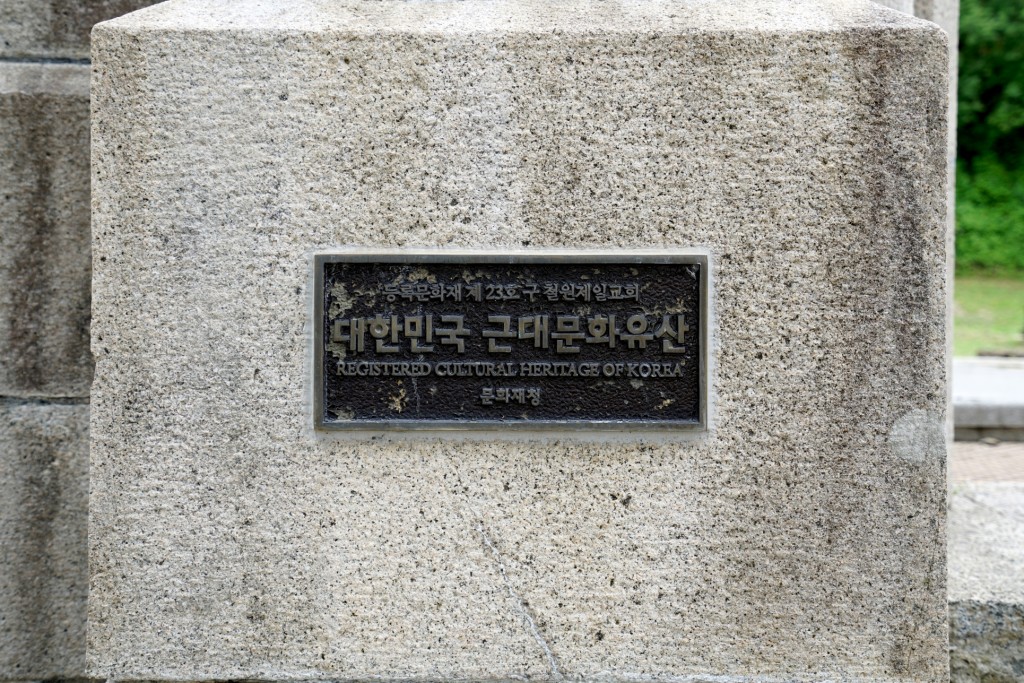 등록문화재 제 23호 구 철원제일교회
대한민국 근대문화유산
REGISTERED CULTURAL HERITAGE OF KOREA
문화재청